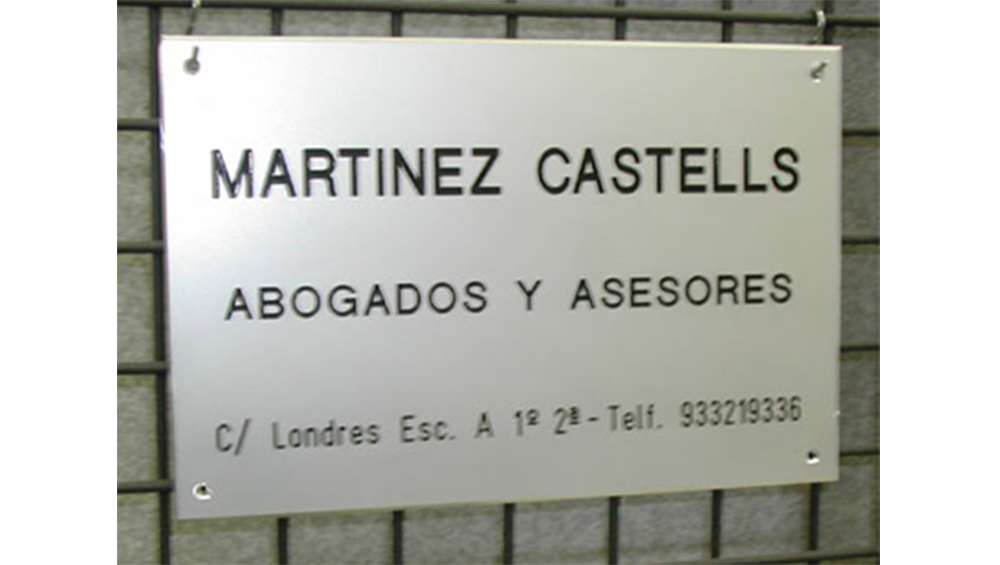 MARTINEZ CASTELLS
ABOGADOS Y ASESORES
C/ Londres Esc. A 1º 2ª - Telf. 933219336